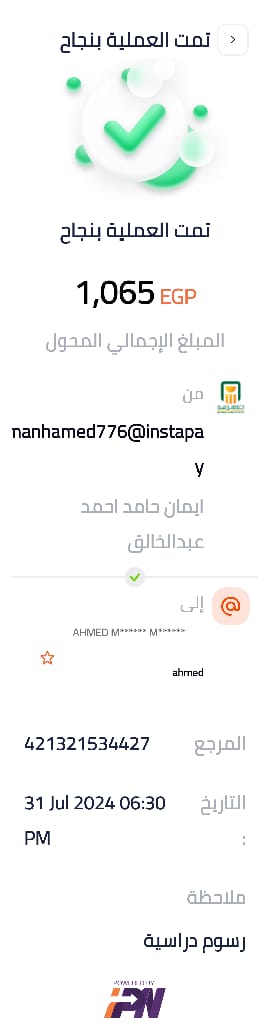 تمت العملية بنجاح
تمت العملية بنجاح
1,065 EGP
المبلغ الإجمالي المحول
من
nanhamed776@instapa
y
ايمان حامد احمد
عبدالخالق
إلى
AHMED M****** M******
ahmed
المرجع 421321534427
التاريخ 31 Jul 2024 06:30
: PM
ملاحظة
رسوم دراسية
POWERED BY
IPN